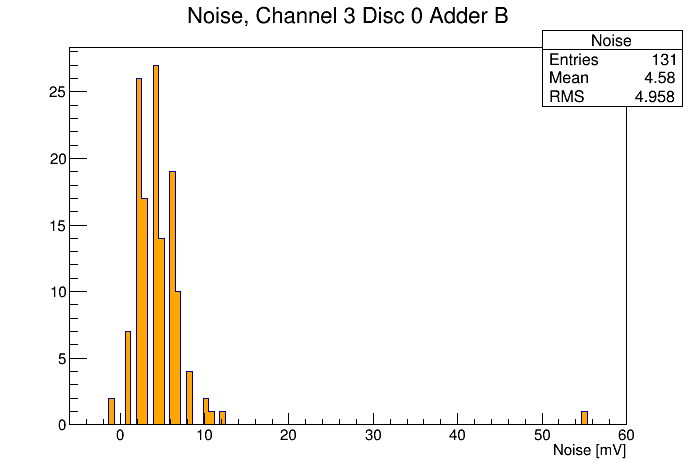 Noise, Channel 3 Disc 0 Adder B
Noise
Entries 131
Mean 4.58
RMS 4.958
25
20
15
10
5
0
0 10 20 30 40 50 60
Noise [mV]